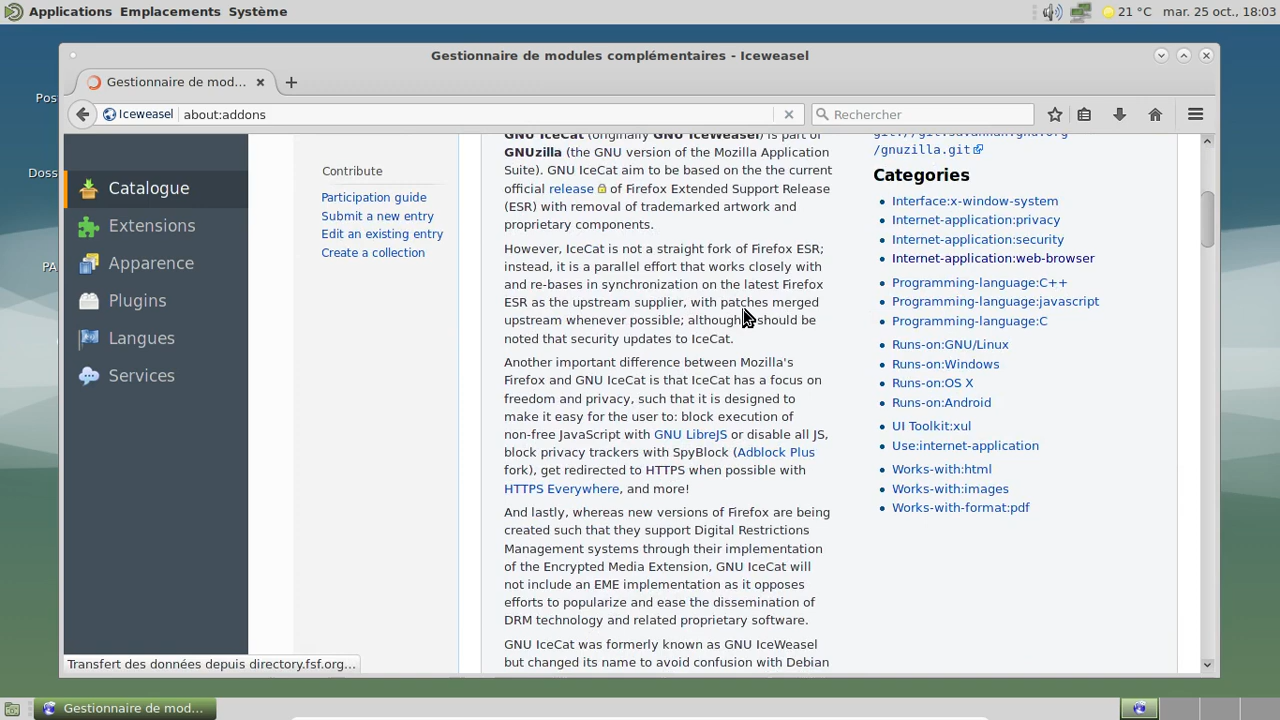 Applications Emplacements Système
21 °C mar. 25 oct., 18:03
Gestionnaire de modules complémentaires - Iceweasel
Gestionnaire de mod...
Iceweasel about:addons
Rechercher
Pos
Doss
PA
Catalogue
Extensions
Apparence
Plugins
Langues
Services
Contribute
Participation guide
Submit a new entry
Edit an existing entry
Create a collection
GNU IceCat (originally GNU IceWeasel) is part of
GNUzilla (the GNU version of the Mozilla Application
Suite). GNU IceCat aim to be based on the the current
official release of Firefox Extended Support Release
(ESR) with removal of trademarked artwork and
proprietary components.
However, IceCat is not a straight fork of Firefox ESR;
instead, it is a parallel effort that works closely with
and re-bases in synchronization on the latest Firefox
ESR as the upstream supplier, with patches merged
upstream whenever possible; although should be
noted that security updates to IceCat.
Another important difference between Mozilla's
Firefox and GNU IceCat is that IceCat has a focus on
freedom and privacy, such that it is designed to
make it easy for the user to: block execution of
non-free JavaScript with GNU LibreJS or disable all JS,
block privacy trackers with SpyBlock (Adblock Plus
fork), get redirected to HTTPS when possible with
HTTPS Everywhere, and more!
And lastly, whereas new versions of Firefox are being
created such that they support Digital Restrictions
Management systems through their implementation
of the Encrypted Media Extension, GNU IceCat will
not include an EME implementation as it opposes
efforts to popularize and ease the dissemination of
DRM technology and related proprietary software.
GNU IceCat was formerly known as GNU IceWeasel
but changed its name to avoid confusion with Debian
git://git.savannah.gnu.org
/gnuzilla.git
Categories
Interface:x-window-system
Internet-application:privacy
Internet-application:security
Internet-application:web-browser
Programming-language:C++
Programming-language:javascript
Programming-language:C
Runs-on:GNU/Linux
Runs-on:Windows
Runs-on:OS X
Runs-on:Android
UI Toolkit:xul
Use:internet-application
Works-with:html
Works-with:images
Works-with-format:pdf
Transfert des données depuis directory.fsf.org...
Gestionnaire de mod...